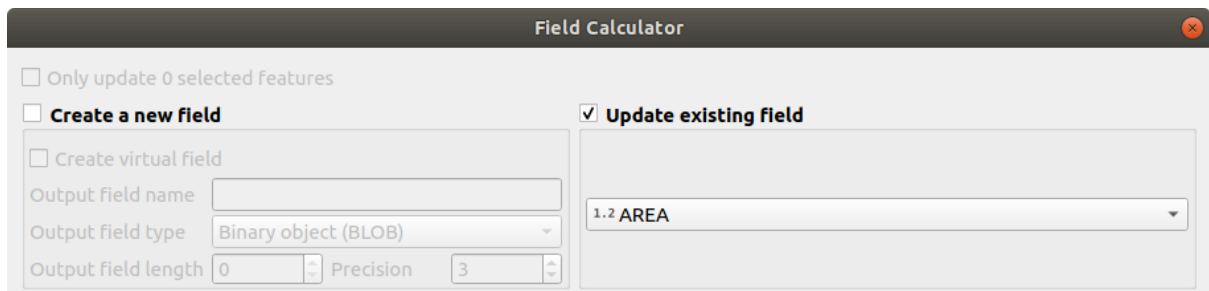 Field Calculator
Only update 0 selected features
Create a new field
Update existing field
Create virtual field
Output field name
1.2 AREA
Output field type Binary object (BLOB)
Output field length 0 Precision 3